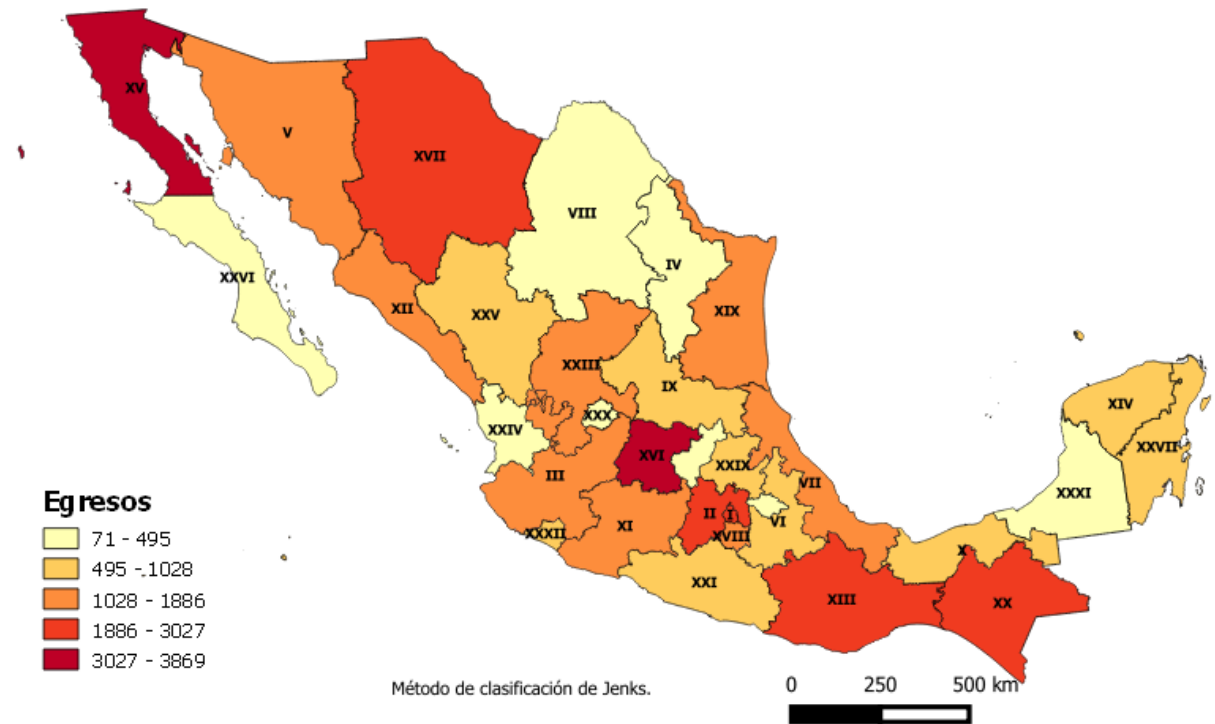 XV
V
XVII
VIII
IV
XXVI
XII
XXV
XIX
XXIII
IX
XXX
XXIV
XIV
XXVII
XVI
XXIX
III
VII
XXXI
II
I
VI
XI
XVIII
XXXII
X
XXI
XIII
XX
Egresos
71 - 495
495 - 1028
1028 - 1886
1886 - 3027
3027 - 3869
Método de clasificación de Jenks.
0 250 500 km